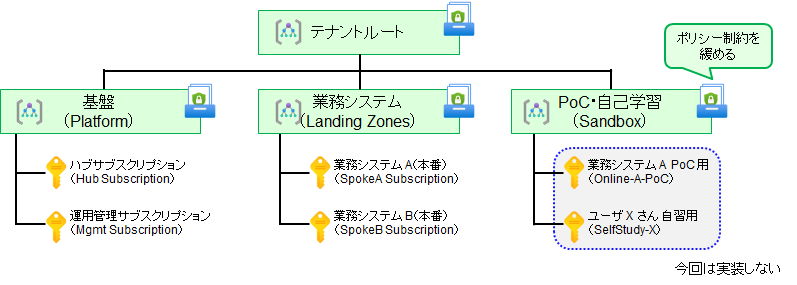 テナントルート
ポリシー制約を
緩める
基盤
(Platform)
業務システム
(Landing Zones)
PoC・自己学習
(Sandbox)
ハブサブスクリプション
(Hub Subscription)
運用管理サブスクリプション
(Mgmt Subscription)
業務システムA(本番)
(SpokeA Subscription)
業務システムB(本番)
(SpokeB Subscription)
業務システムA PoC用
(Online-A-PoC)
ユーザXさん自習用
(SelfStudy-X)
今回は実装しない